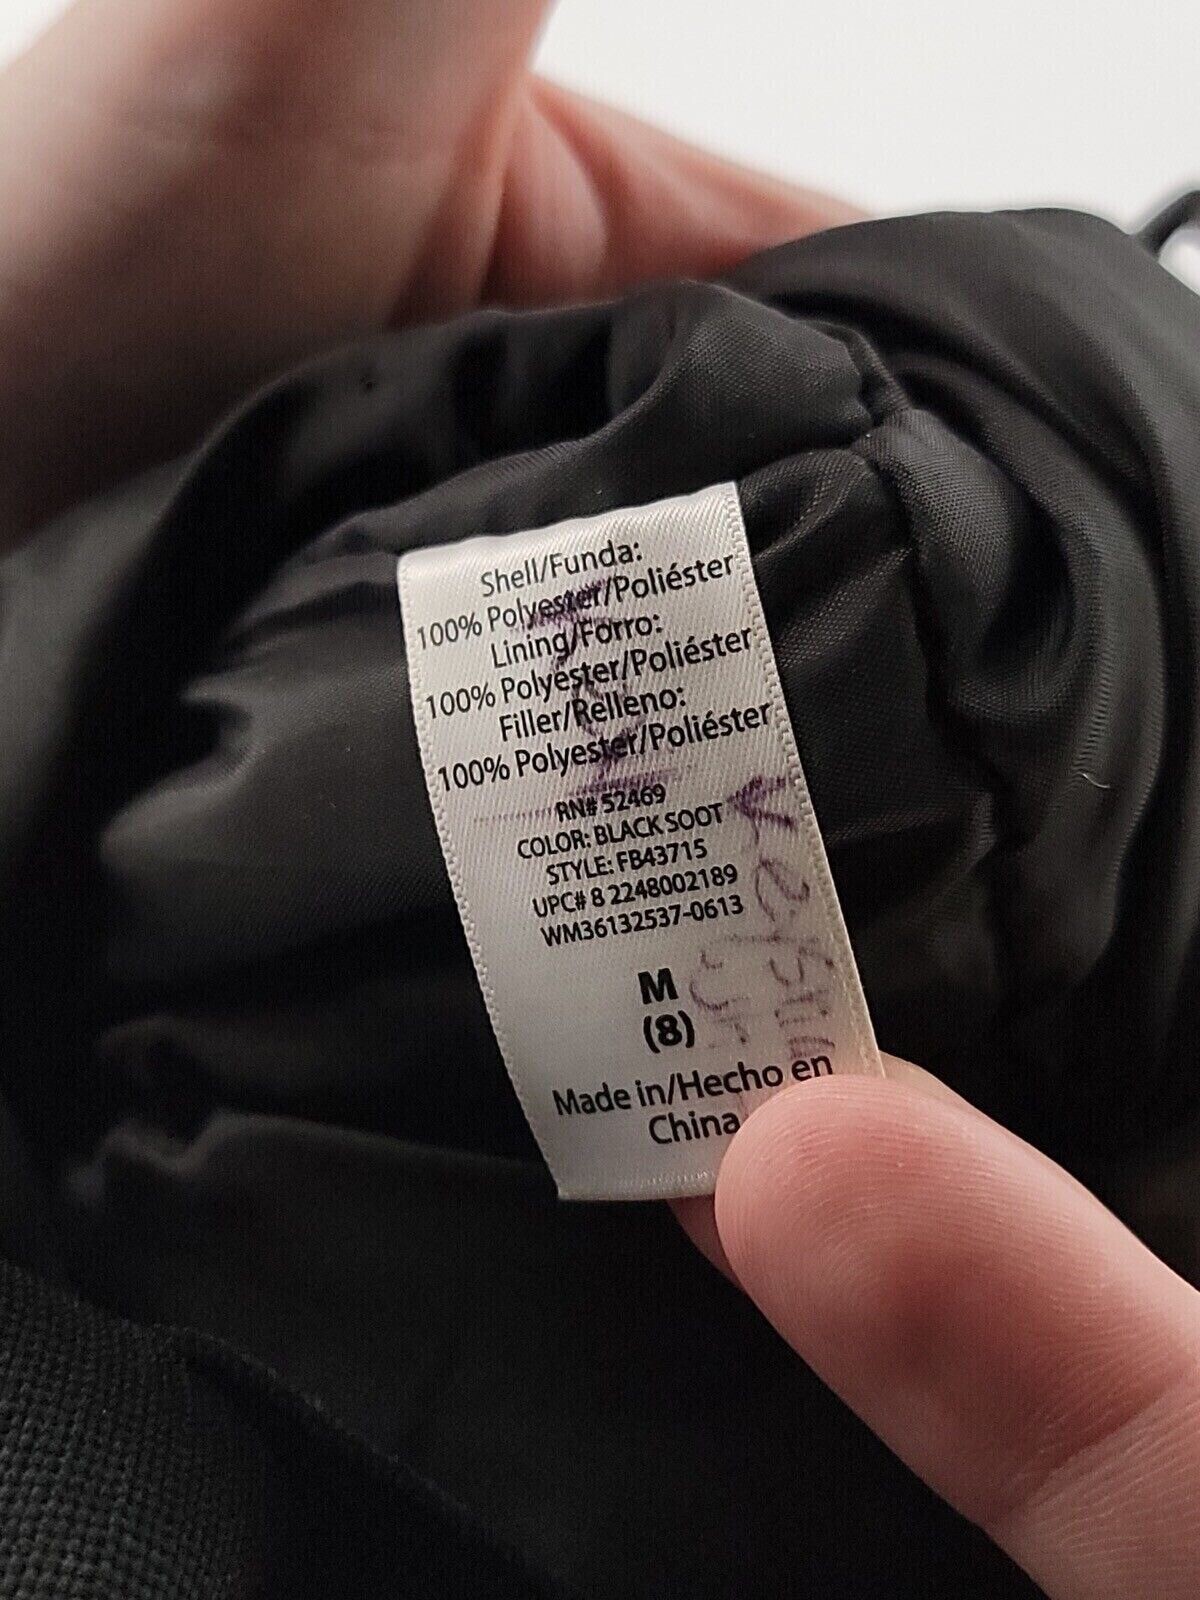 Shell/Funda:
100% Polyester/Poliéster
Lining/Forro:
100% Polyester/Poliéster
Filler/Relleno:
100% Polyester/Poliéster
RN# 52469
COLOR: BLACK SOOT
STYLE: FB43715
UPC# 8 2248002189
WM36132537-0613
M
(8)
Made in/Hecho en
China